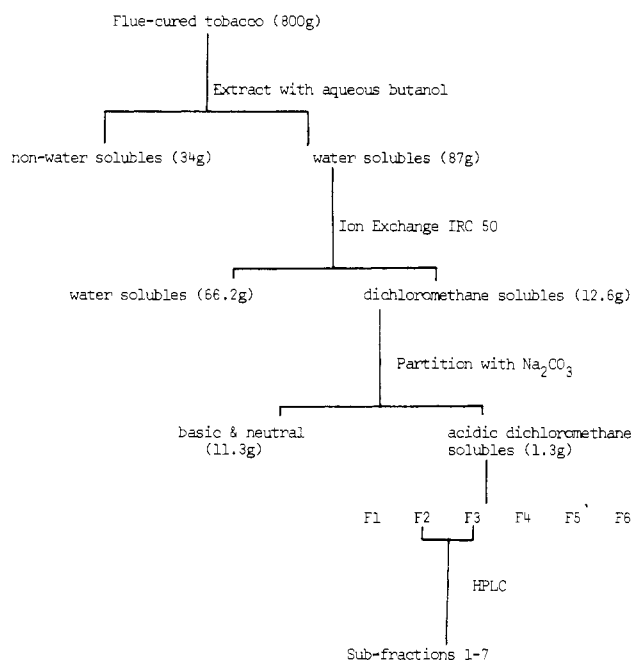 Flue-cured tobacco (800g)
Extract with aqueous butanol
non-water solubles (34g)
water solubles (87g)
Ion Exchange IRC 50
water solubles (66.2g)
dichloromethane solubles (12.6g)
Partition with Na₂CO₃
basic & neutral
(11.3g)
acidic dichloromethane
solubles (1.3g)
F1 F2 F3 F4 F5 F6
HPLC
Sub-fractions 1-7